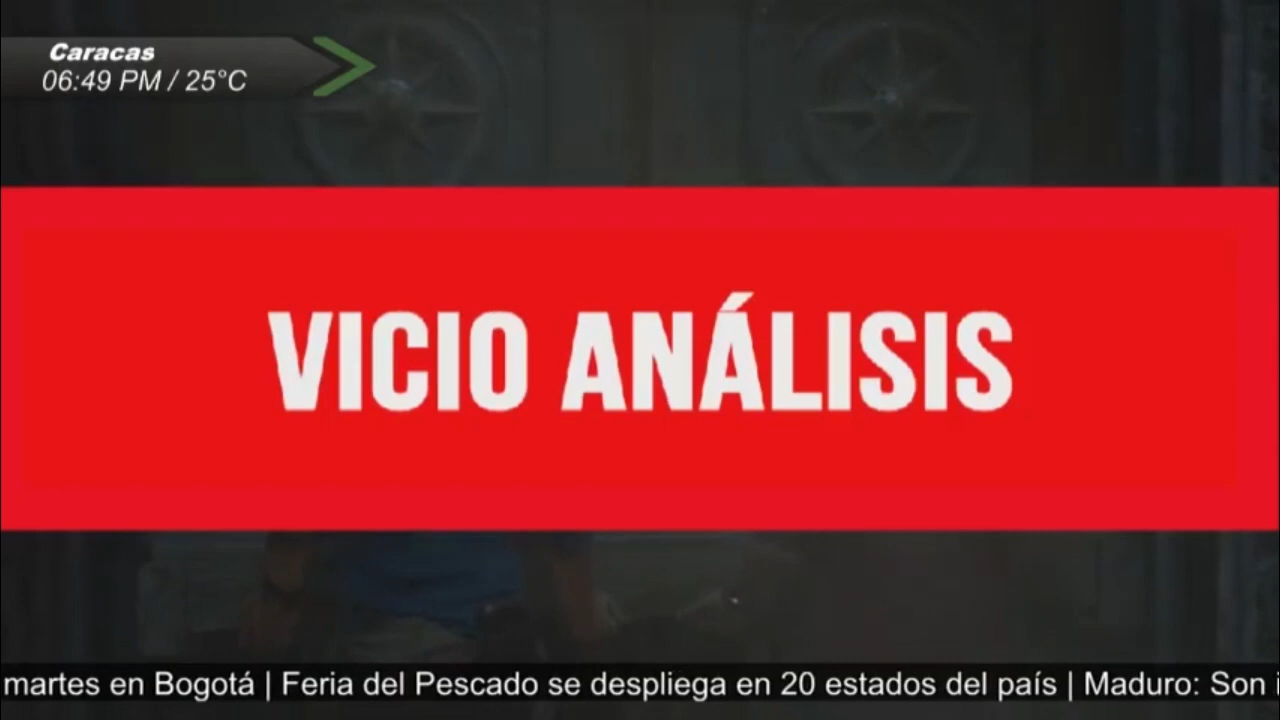 Caracas
06:49 PM / 25°C
VICIO ANÁLISIS
martes en Bogotá | Feria del Pescado se despliega en 20 estados del país | Maduro: Son